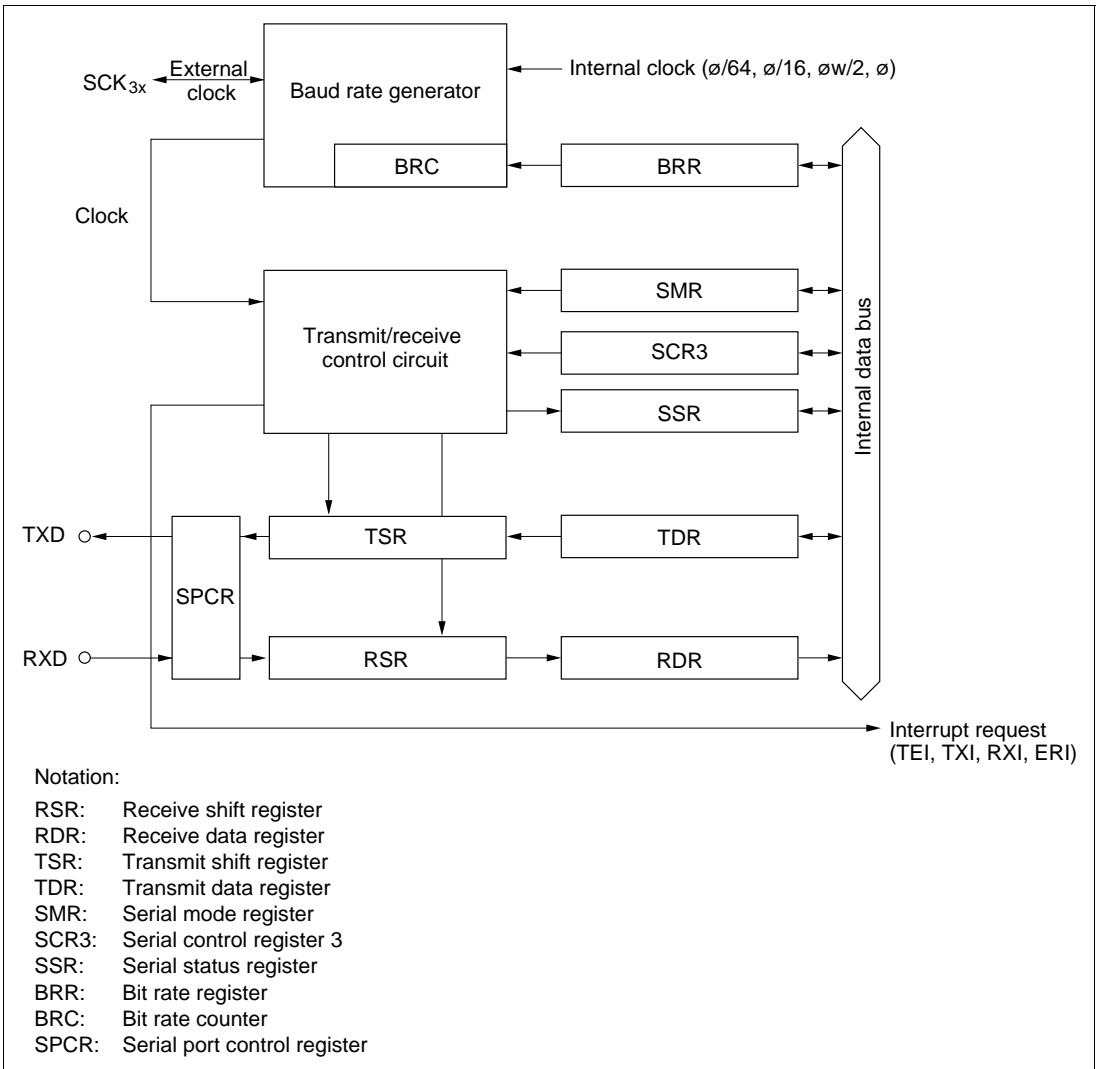 SCK3x
External
clock
Baud rate generator
Internal clock (ø/64, ø/16, øw/2, ø)
BRC
BRR
Clock
SMR
Transmit/receive
control circuit
SCR3
SSR
Internal data bus
TXD
TSR
TDR
SPCR
RXD
RSR
RDR
Interrupt request
(TEI, TXI, RXI, ERI)
Notation:
RSR: Receive shift register
RDR: Receive data register
TSR: Transmit shift register
TDR: Transmit data register
SMR: Serial mode register
SCR3: Serial control register 3
SSR: Serial status register
BRR: Bit rate register
BRC: Bit rate counter
SPCR: Serial port control register